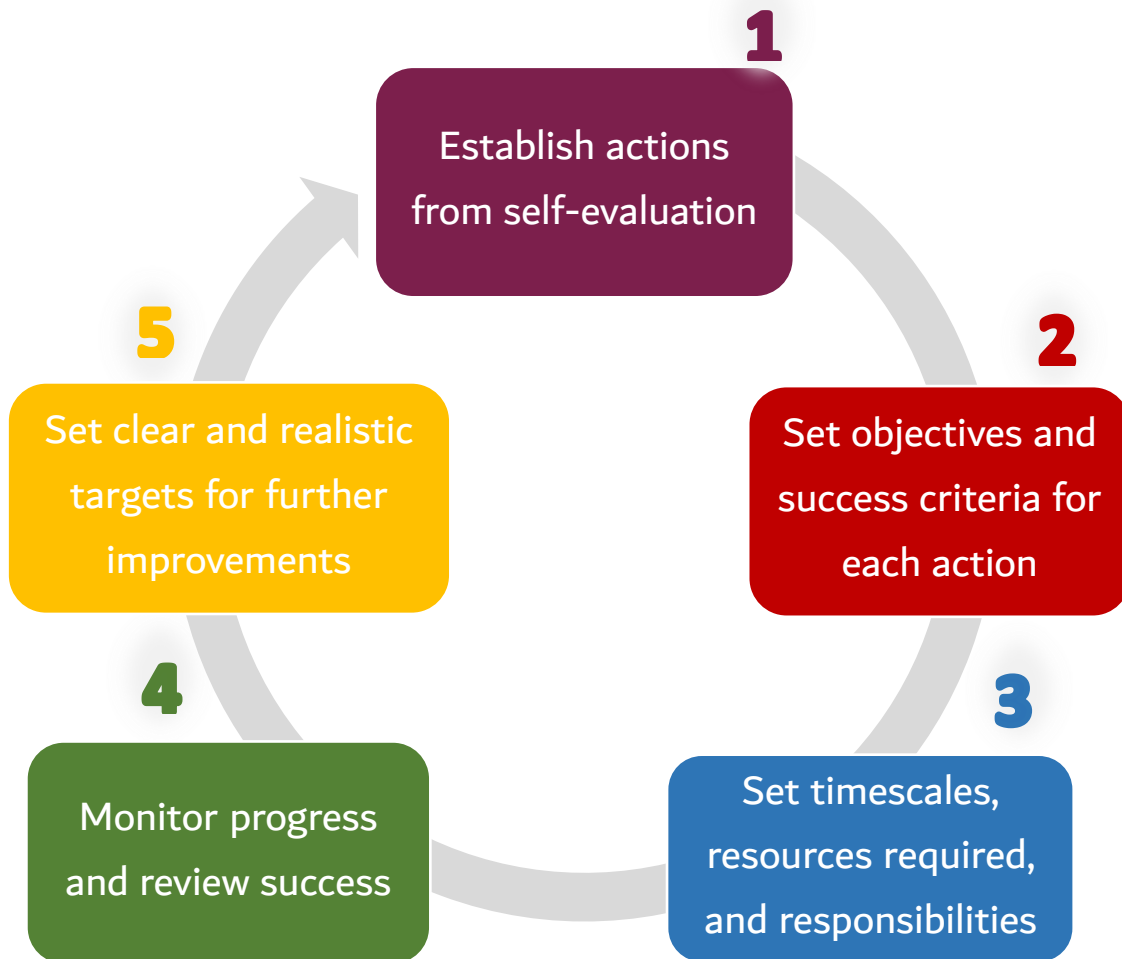 1
Establish actions
from self-evaluation
2
Set objectives and
success criteria for
each action
3
Set timescales,
resources required,
and responsibilities
4
Monitor progress
and review success
5
Set clear and realistic
targets for further
improvements